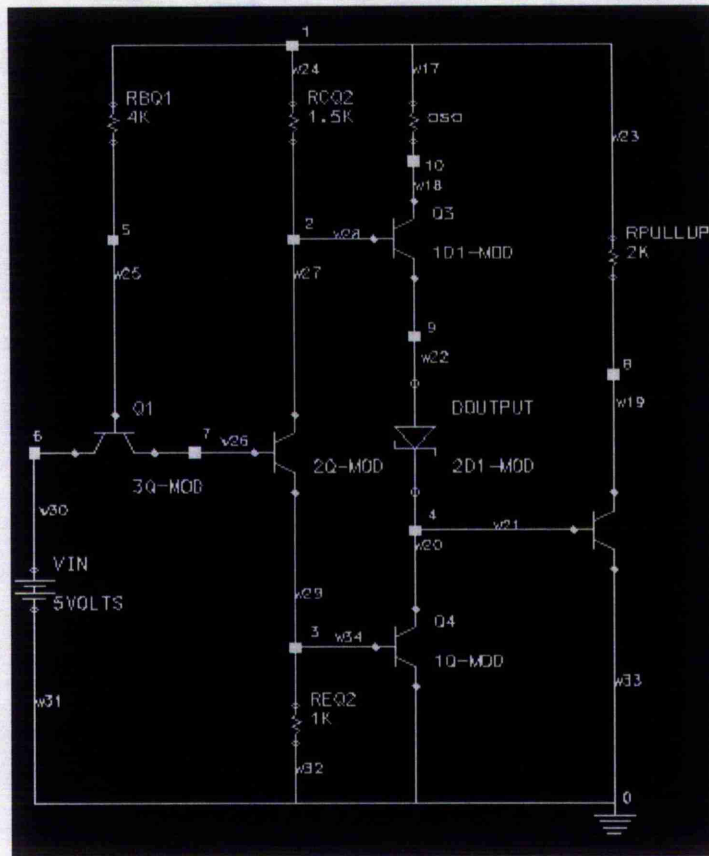 1
w24
w17
RBQ1
4K
RCQ2
1.5K
asa
w23
10
w18
Q3
5
2
w28
1D1-MOD
RPULLUP
2K
w25
w27
9
w22
8
w19
Q1
DOUTPUT
6
7
w26
2Q-MOD
2D1-MOD
3Q-MOD
w30
4
w21
w20
VIN
5VOLTS
w29
Q4
3
w34
1Q-MOD
w31
REQ2
1K
w33
w32
0